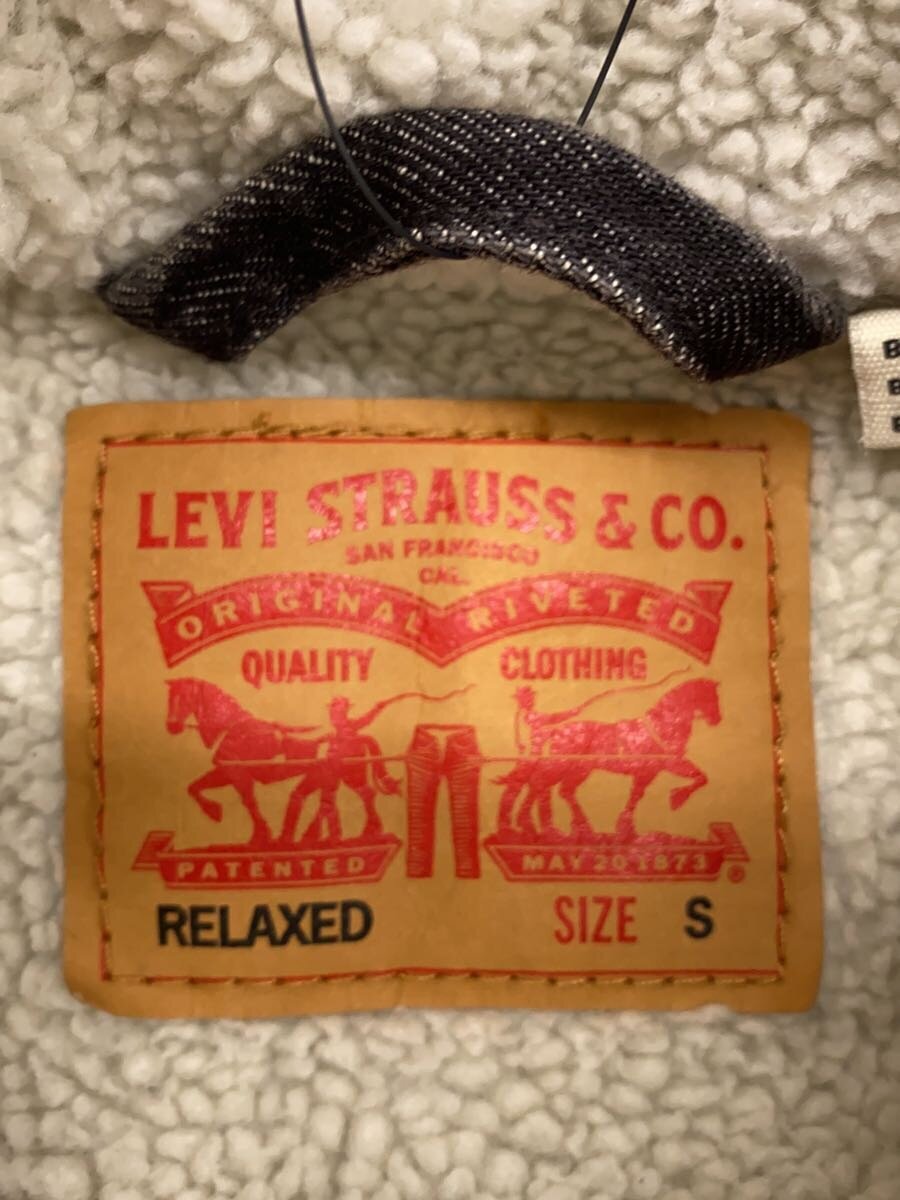 LEVI STRAUSS & CO.
SAN FRANCISCO
CAL.
ORIGINAL RIVETED
QUALITY CLOTHING
PATENTED MAY 20 1873 ®
RELAXED SIZE S